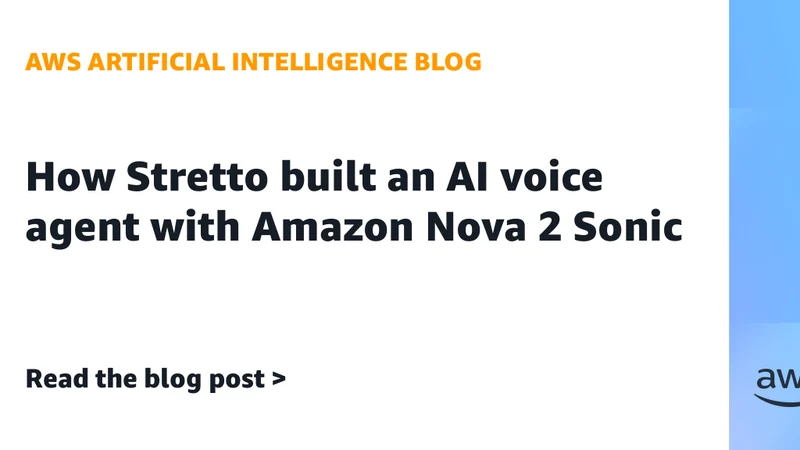 AWS ARTIFICIAL INTELLIGENCE BLOG
How Stretto built an AI voice
agent with Amazon Nova 2 Sonic
Read the blog post >
aw